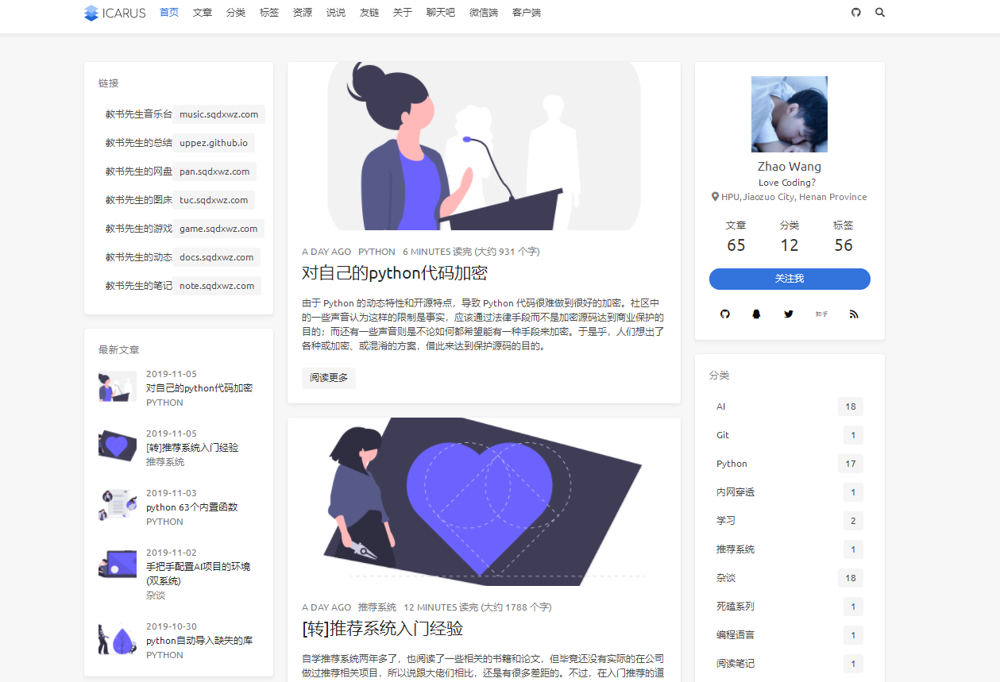 ICARUS 首页 文章 分类 标签 资源 说说 友链 关于 聊天吧 微信端 客户端
链接
教书先生音乐台 music.sqdxwz.com
教书先生的总结 uppez.github.io
教书先生的网盘 pan.sqdxwz.com
教书先生的图床 tuc.sqdxwz.com
教书先生的游戏 game.sqdxwz.com
教书先生的动态 docs.sqdxwz.com
教书先生的笔记 note.sqdxwz.com
最新文章
2019-11-05
对自己的python代码加密
PYTHON
2019-11-05
[转]推荐系统入门经验
推荐系统
2019-11-03
python 63个内置函数
PYTHON
2019-11-02
手把手配置AI项目的环境
(双系统)
杂谈
2019-10-30
python自动导入缺失的库
PYTHON
A DAY AGO PYTHON 6 MINUTES 读完 (大约 931 个字)
对自己的python代码加密
由于 Python 的动态特性和开源特点，导致 Python 代码很难做到很好的加密。社区中
的一些声音认为这样的限制是事实，应该通过法律手段而不是加密源码达到商业保护的
目的；而还有一些声音则是不论如何都希望能有一种手段来加密。于是乎，人们想出了
各种或加密、或混淆的方案，借此来达到保护源码的目的。
阅读更多
A DAY AGO 推荐系统 12 MINUTES 读完 (大约 1788 个字)
[转]推荐系统入门经验
自学推荐系统两年多了，也阅读了一些相关的书籍和论文，但毕竟还没有实际的在公司
做过推荐相关项目，所以说跟大佬们相比，还是有很多差距的。不过，在入门推荐的道
Zhao Wang
Love Coding?
HPU, Jiaozuo City, Henan Province
文章 分类 标签
65 12 56
关注我
知乎
分类
AI 18
Git 1
Python 17
内网穿透 1
学习 2
推荐系统 1
杂谈 18
死磕系列 1
编程语言 1
阅读笔记 1